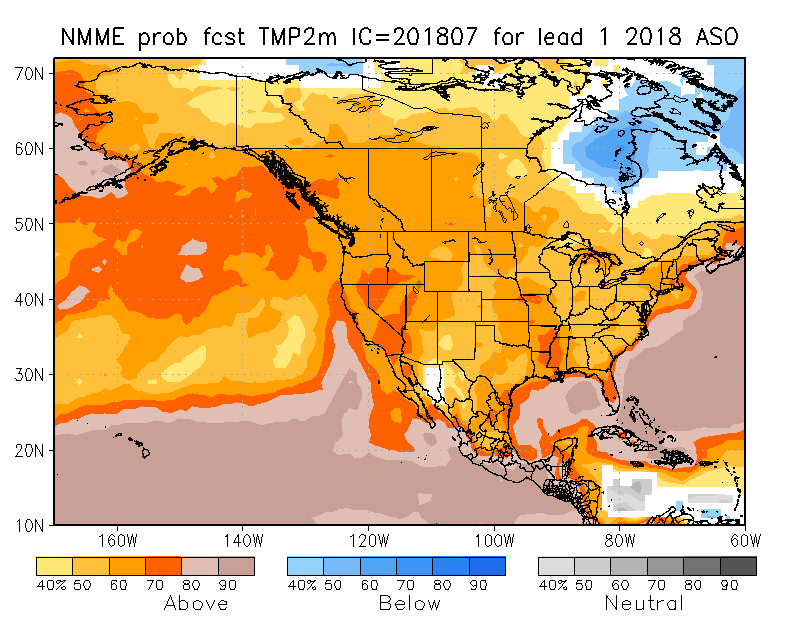 NMME prob fcst TMP2m IC=201807 for lead 1 2018 ASO
70N
60N
50N
40N
30N
20N
10N
160W 140W 120W 100W 80W 60W
40% 50 60 70 80 90 40% 50 60 70 80 90 40% 50 60 70 80 90
Above Below Neutral